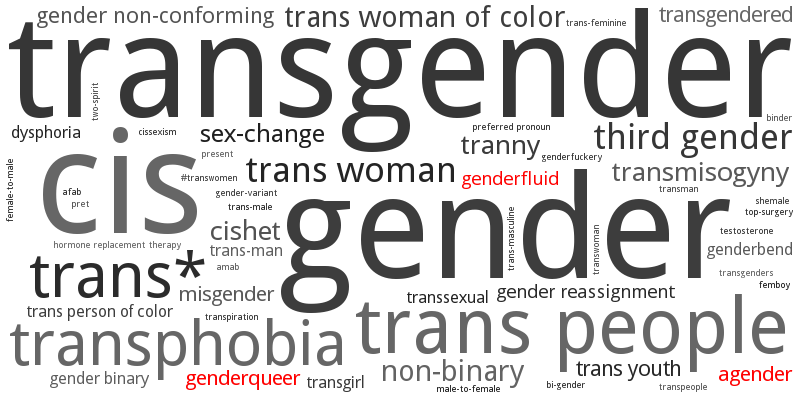 gender non-conforming
trans woman of color
trans-feminine
transgendered
transgender
two-spirit
binder
dysphoria
cissexism
sex-change
preferred pronoun
tranny
third gender
cis
present
genderfuckery
female-to-male
#transwomen
trans woman
genderfluid
transmisogyny
afab
pret
gender-variant
transman
trans-male
gender
shemale
top-surgery
cishet
trans-masculine
transwoman
testosterone
hormone replacement therapy
trans-man
genderbend
trans*
amab
transgenders
misgender
transsexual
gender reassignment
femboy
trans person of color
transpiration
trans people
transphobia
gender binary
genderqueer
transgirl
non-binary
male-to-female
bi-gender
trans youth
transpeople
agender